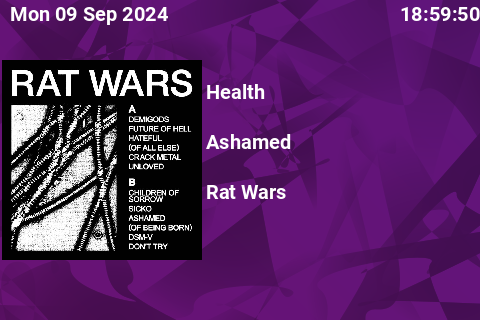 Mon 09 Sep 2024
18:59:50
RAT WARS
A
DEMIGODS
FUTURE OF HELL
HATEFUL
(OF ALL ELSE)
CRACK METAL
UNLOVED
B
CHILDREN OF
SORROW
SICKO
ASHAMED
(OF BEING BORN)
DSM-V
DON'T TRY
Health
Ashamed
Rat Wars